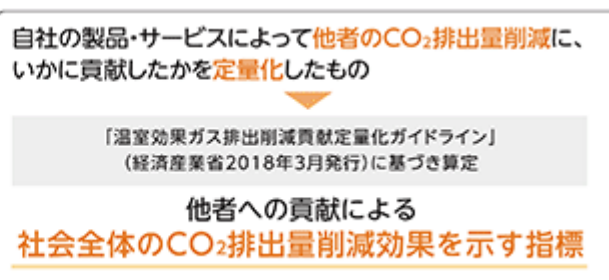 自社の製品・サービスによって他者のCO₂排出量削減に、
いかに貢献したかを定量化したもの
「温室効果ガス排出削減貢献定量化ガイドライン」
（経済産業省2018年3月発行）に基づき算定
他者への貢献による
社会全体のCO₂排出量削減効果を示す指標